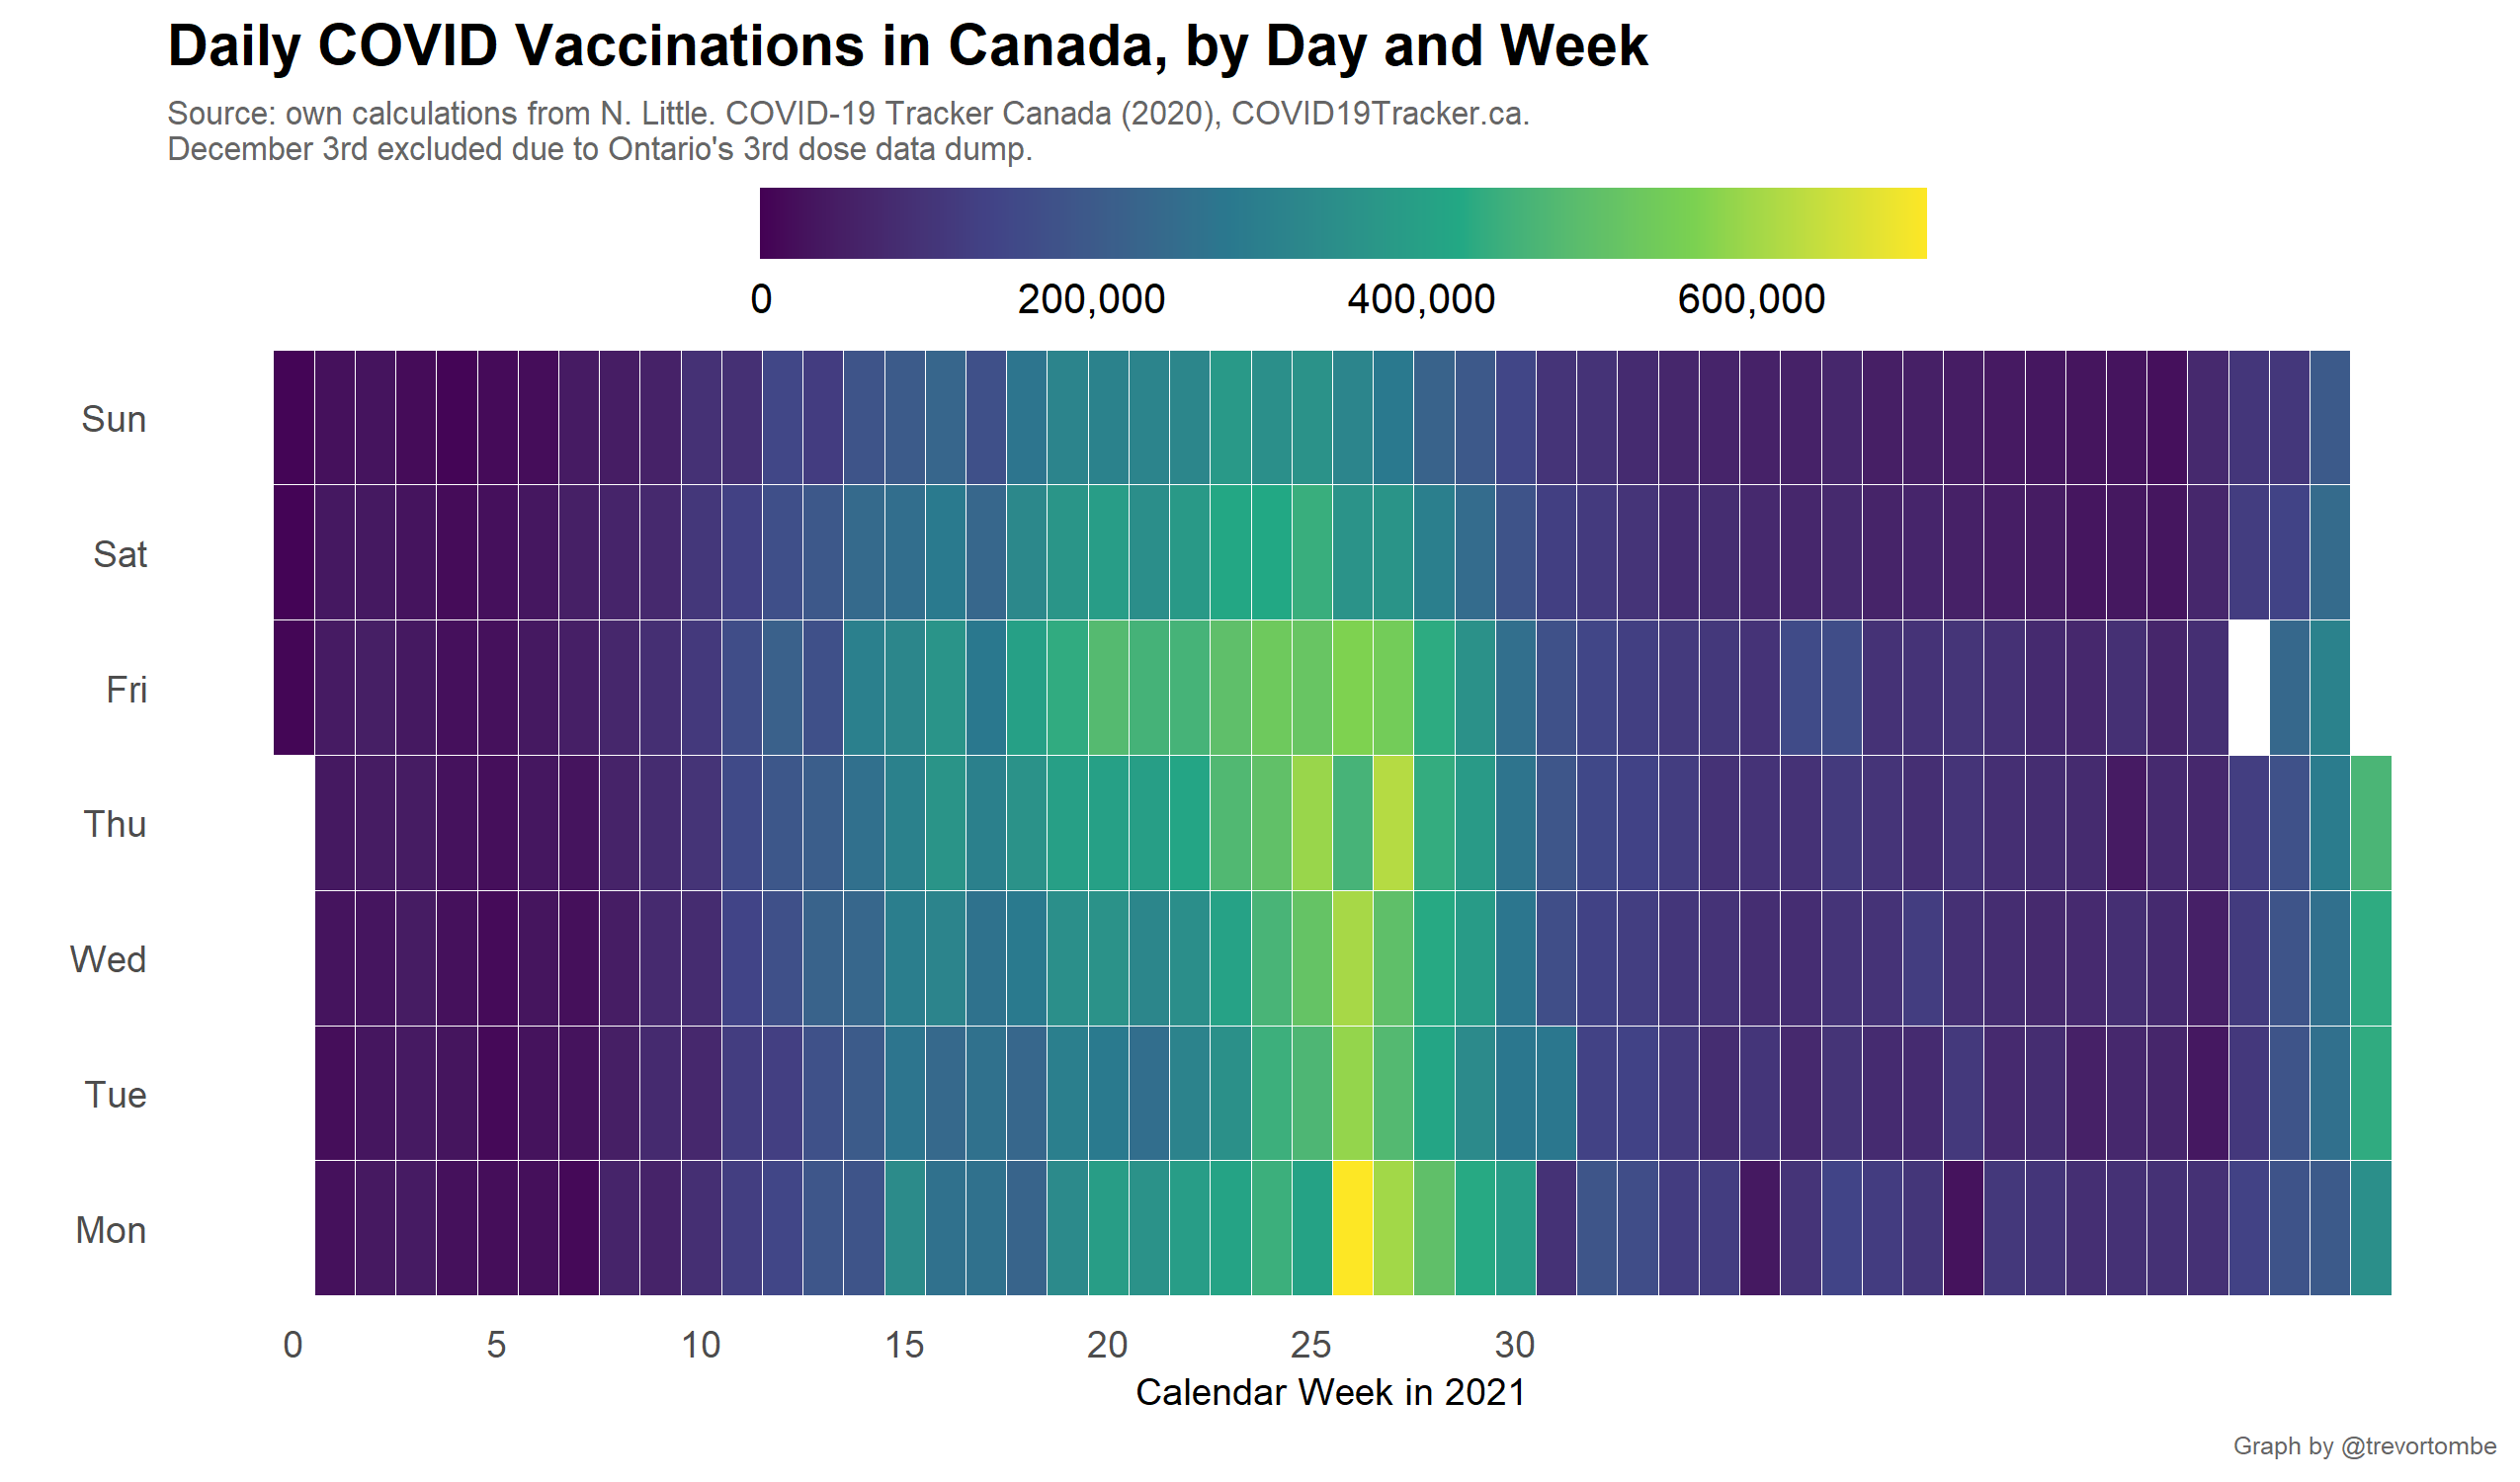 Daily COVID Vaccinations in Canada, by Day and Week
Source: own calculations from N. Little. COVID-19 Tracker Canada (2020), COVID19Tracker.ca.
December 3rd excluded due to Ontario's 3rd dose data dump.
0 200,000 400,000 600,000
Sun
Sat
Fri
Thu
Wed
Tue
Mon
0 5 10 15 20 25 30
Calendar Week in 2021
Graph by @trevortombe